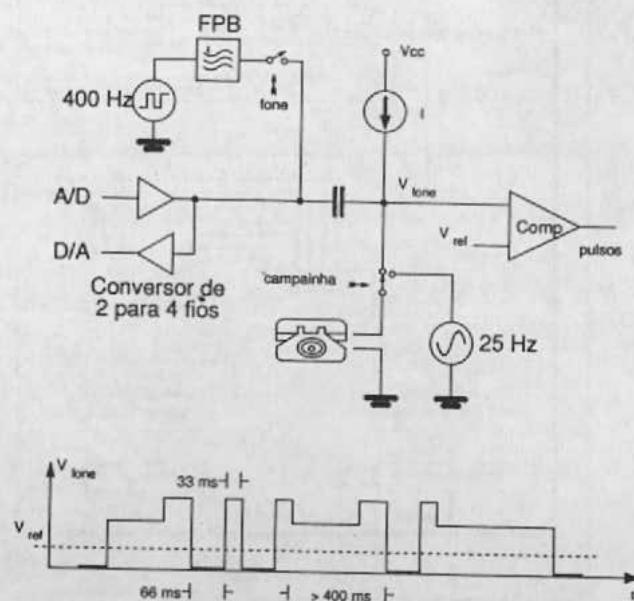 FPB
Vcc
400 Hz
fone
I
A/D
V fone
Comp
D/A
V ref
pulsos
Conversor de
2 para 4 fios
campainha
25 Hz
V fone
33 ms
V ref
66 ms
> 400 ms
t